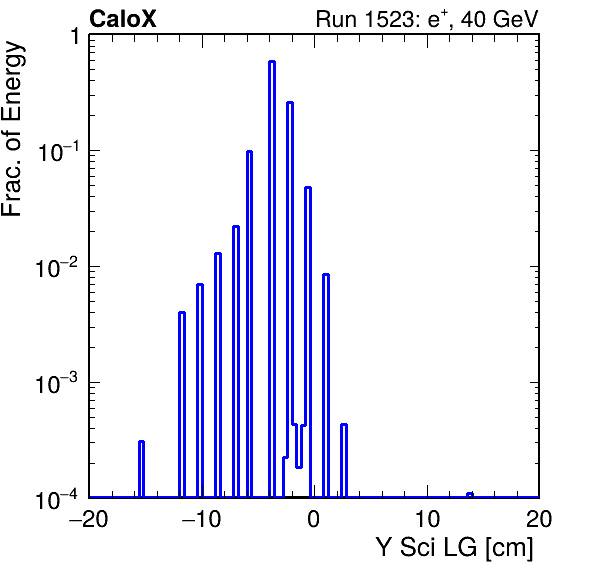 CaloX Run 1523: e⁺, 40 GeV
Frac. of Energy
1
10⁻¹
10⁻²
10⁻³
10⁻⁴
−20 −10 0 10 20
Y Sci LG [cm]